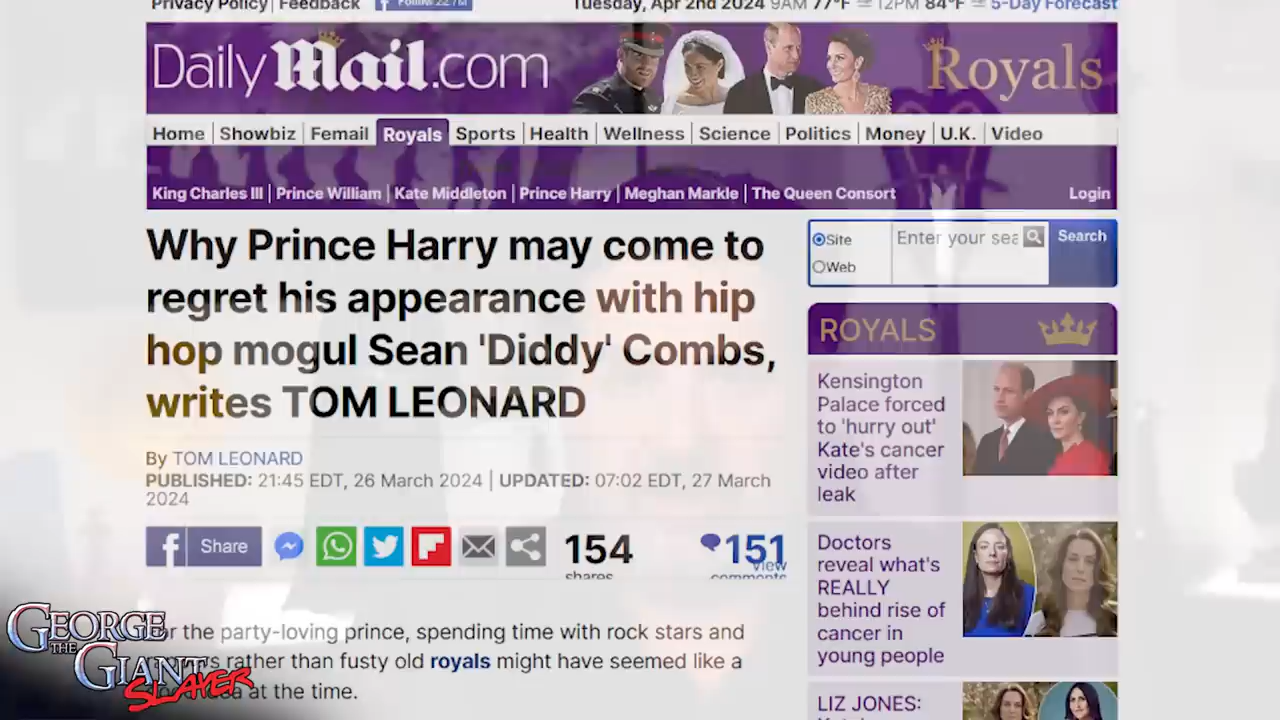 Privacy Policy | Feedback
Tuesday, Apr 2nd 2024 9AM 77°F 12PM 84°F 5-Day Forecast
Daily Mail.com
Royals
Home | Showbiz | Femail | Royals | Sports | Health | Wellness | Science | Politics | Money | U.K. | Video
King Charles III | Prince William | Kate Middleton | Prince Harry | Meghan Markle | The Queen Consort
Login
Why Prince Harry may come to
regret his appearance with hip
hop mogul Sean 'Diddy' Combs,
writes TOM LEONARD
By TOM LEONARD
PUBLISHED: 21:45 EDT, 26 March 2024 | UPDATED: 07:02 EDT, 27 March
2024
Share
154
shares
151
View
comments
the party-loving prince, spending time with rock stars and
rather than fusty old royals might have seemed like a
at the time.
Site
Web
Enter your sea
Search
ROYALS
Kensington
Palace forced
to 'hurry out'
Kate's cancer
video after
leak
Doctors
reveal what's
REALLY
behind rise of
cancer in
young people
LIZ JONES:
GEORGE
THE
GIANT
SLAYER